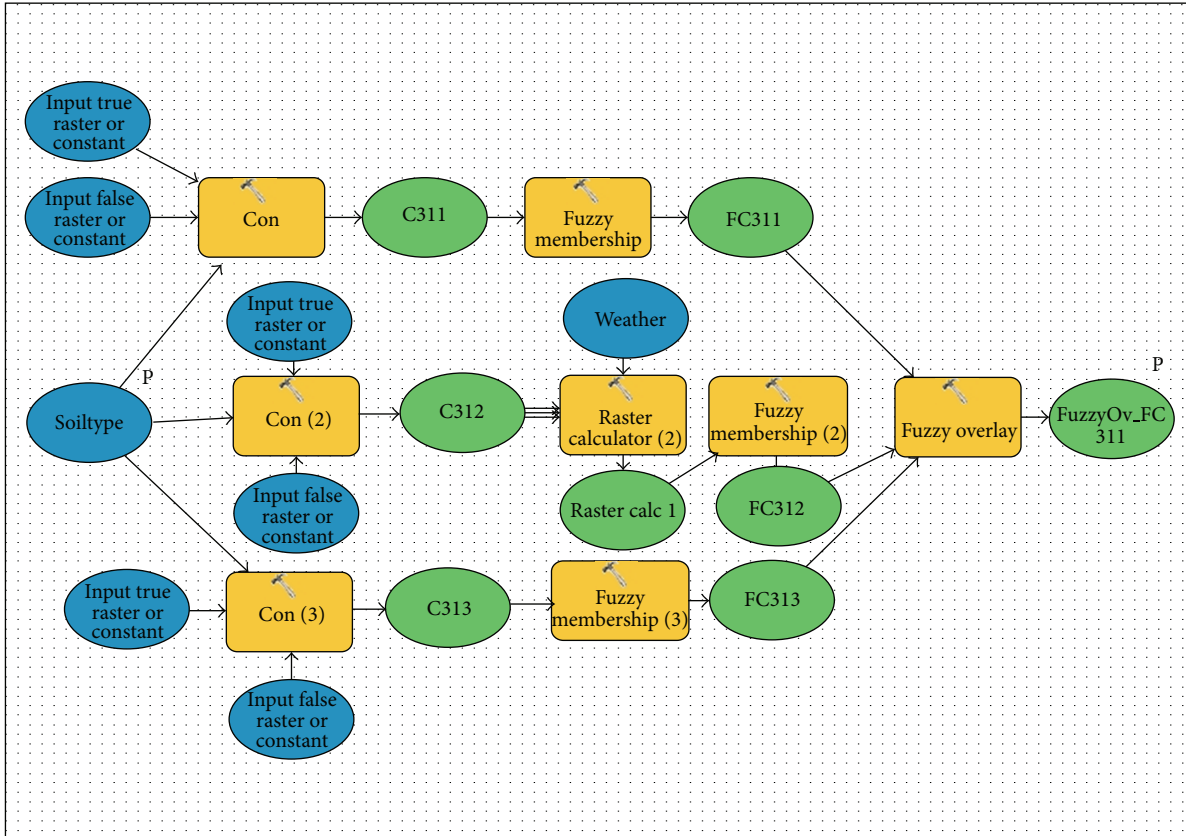 Input true
raster or
constant
Input false
raster or
constant
Con
C311
Fuzzy
membership
FC311
Input true
raster or
constant
Weather
P
P
Soiltype
Con (2)
C312
Raster
calculator (2)
Fuzzy
membership (2)
Fuzzy overlay
FuzzyOv_FC
311
Input false
raster or
constant
Raster calc 1
FC312
Input true
raster or
constant
Con (3)
C313
Fuzzy
membership (3)
FC313
Input false
raster or
constant